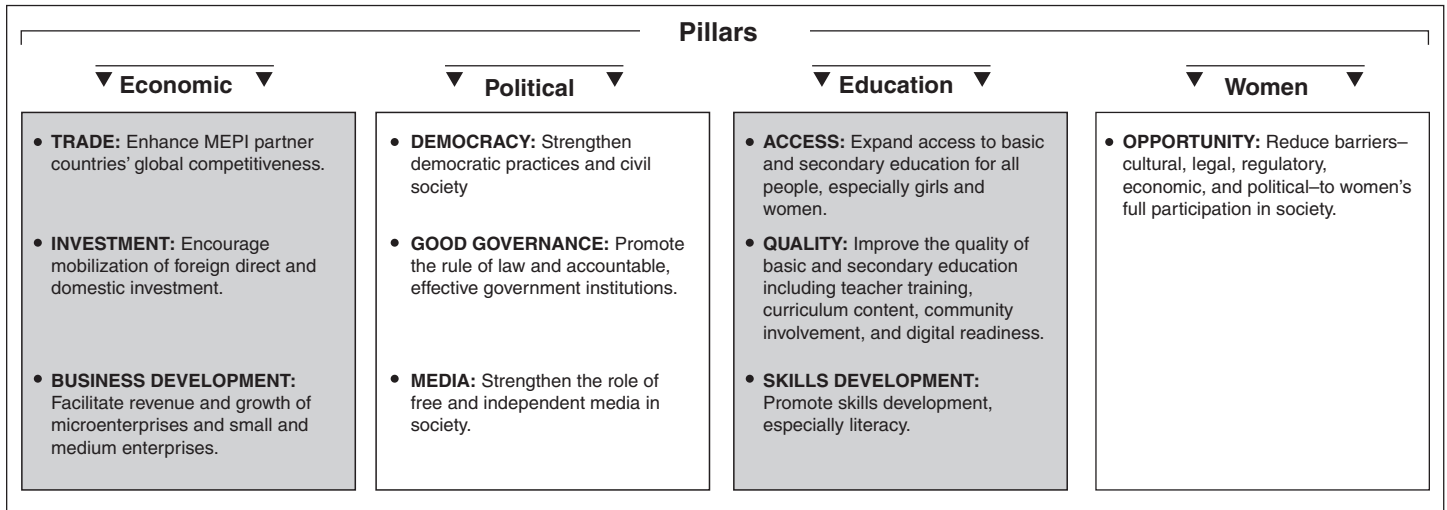 Pillars
Economic
• TRADE: Enhance MEPI partner
countries' global competitiveness.
• INVESTMENT: Encourage
mobilization of foreign direct and
domestic investment.
• BUSINESS DEVELOPMENT:
Facilitate revenue and growth of
microenterprises and small and
medium enterprises.
Political
• DEMOCRACY: Strengthen
democratic practices and civil
society
• GOOD GOVERNANCE: Promote
the rule of law and accountable,
effective government institutions.
• MEDIA: Strengthen the role of
free and independent media in
society.
Education
• ACCESS: Expand access to basic
and secondary education for all
people, especially girls and
women.
• QUALITY: Improve the quality of
basic and secondary education
including teacher training,
curriculum content, community
involvement, and digital readiness.
• SKILLS DEVELOPMENT:
Promote skills development,
especially literacy.
Women
• OPPORTUNITY: Reduce barriers–
cultural, legal, regulatory,
economic, and political–to women's
full participation in society.